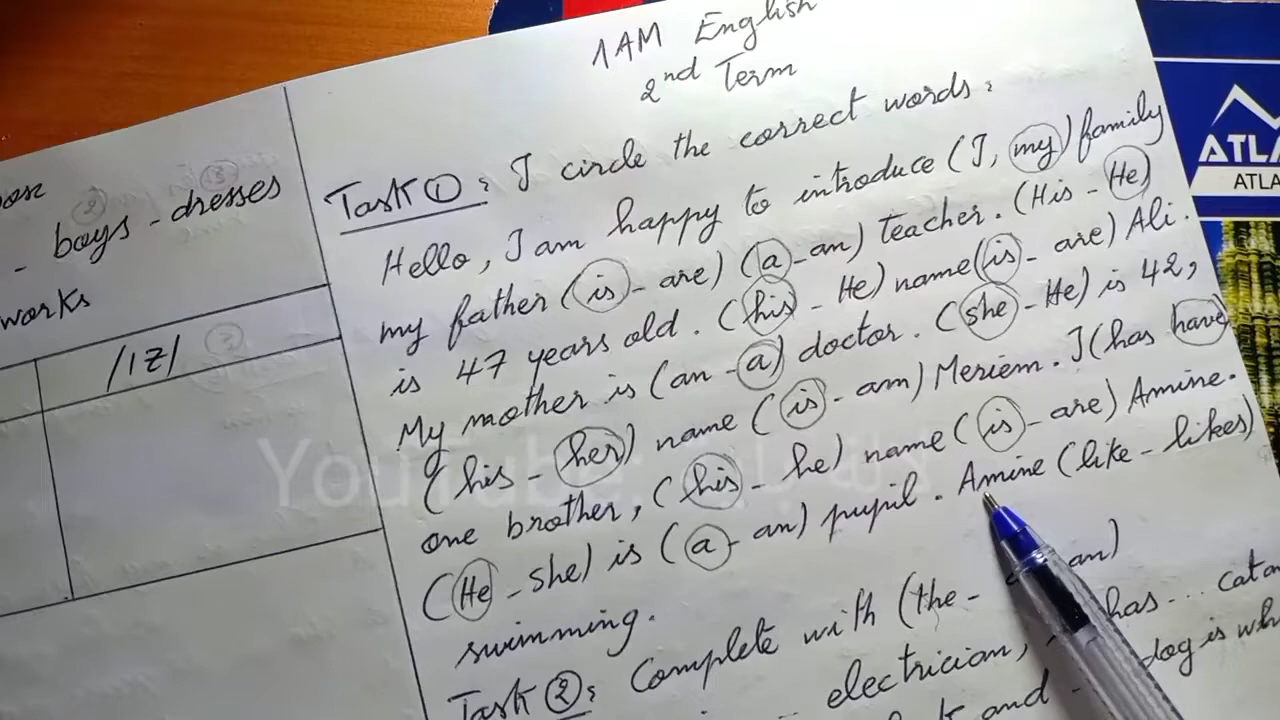 1AM English
2nd Term
Task ①: I circle the correct words:
Hello, I am happy to introduce (I, my) family
my father (is - are) (a - an) teacher. (His - He)
is 47 years old. (his - He) name (is - are) Ali.
My mother is (an - a) doctor. (she - He) is 42,
(his - her) name (is - am) Meriem. I (has have)
one brother, (his - he) name (is - are) Amine.
(He - she) is (a - an) pupil. Amine (like - likes)
swimming.
Task ②: Complete with (the - an)
electrician, has ... cat
and - dog is
- boys - dresses
works
/ɪz/
YouTube:
ATLA
ATLA